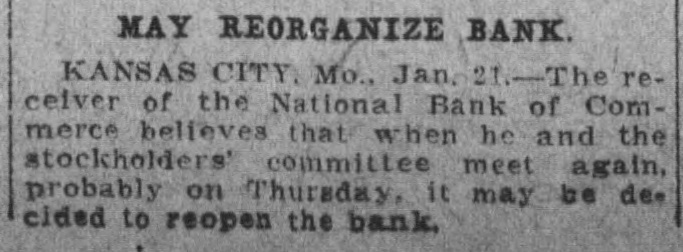 MAY REORGANIZE BANK.
KANSAS CITY, Mo., Jan. 21.—The re-
ceiver of the National Bank of Com-
merce believes that when he and the
stockholders' committee meet again,
probably on Thursday, it may be de-
cided to reopen the bank.